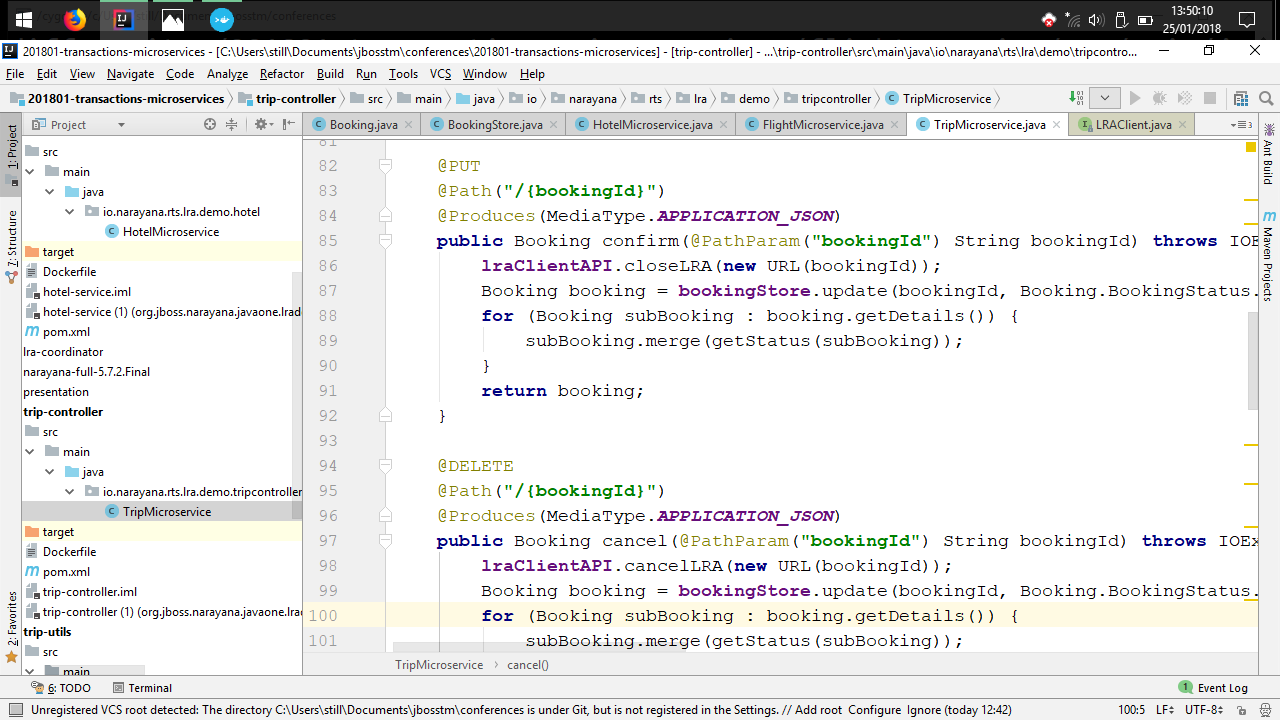 13:50:10
25/01/2018
201801-transactions-microservices - [C:\Users\still\Documents\jbosstm\conferences\201801-transactions-microservices] - [trip-controller] - ...\trip-controller\src\main\java\io\narayana\rts\lra\demo\tripcontro...
File Edit View Navigate Code Analyze Refactor Build Run Tools VCS Window Help
201801-transactions-microservices trip-controller src main java io narayana rts lra demo tripcontroller TripMicroservice
Project Booking.java BookingStore.java HotelMicroservice.java FlightMicroservice.java TripMicroservice.java LRAClient.java
1: Project
7: Structure
2: Favorites
src
main
java
io.narayana.rts.lra.demo.hotel
HotelMicroservice
target
Dockerfile
hotel-service.iml
hotel-service (1) (org.jboss.narayana.javaone.lrad
pom.xml
lra-coordinator
narayana-full-5.7.2.Final
presentation
trip-controller
src
main
java
io.narayana.rts.lra.demo.tripcontroller
TripMicroservice
target
Dockerfile
pom.xml
trip-controller.iml
trip-controller (1) (org.jboss.narayana.javaone.lrad
trip-utils
src
main
81
82 @PUT
83 @Path("/{bookingId}")
84 @Produces(MediaType.APPLICATION_JSON)
85 public Booking confirm(@PathParam("bookingId") String bookingId) throws IOEx
86 lraClientAPI.closeLRA(new URL(bookingId));
87 Booking booking = bookingStore.update(bookingId, Booking.BookingStatus.
88 for (Booking subBooking : booking.getDetails()) {
89 subBooking.merge(getStatus(subBooking));
90 }
91 return booking;
92 }
93
94 @DELETE
95 @Path("/{bookingId}")
96 @Produces(MediaType.APPLICATION_JSON)
97 public Booking cancel(@PathParam("bookingId") String bookingId) throws IOEx
98 lraClientAPI.cancelLRA(new URL(bookingId));
99 Booking booking = bookingStore.update(bookingId, Booking.BookingStatus.
100 for (Booking subBooking : booking.getDetails()) {
101 subBooking.merge(getStatus(subBooking));
TripMicroservice cancel()
Ant Build
Maven Projects
6: TODO Terminal 1 Event Log
Unregistered VCS root detected: The directory C:\Users\still\Documents\jbosstm\conferences is under Git, but is not registered in the Settings. // Add root Configure Ignore (today 12:42) 100:5 LF UTF-8